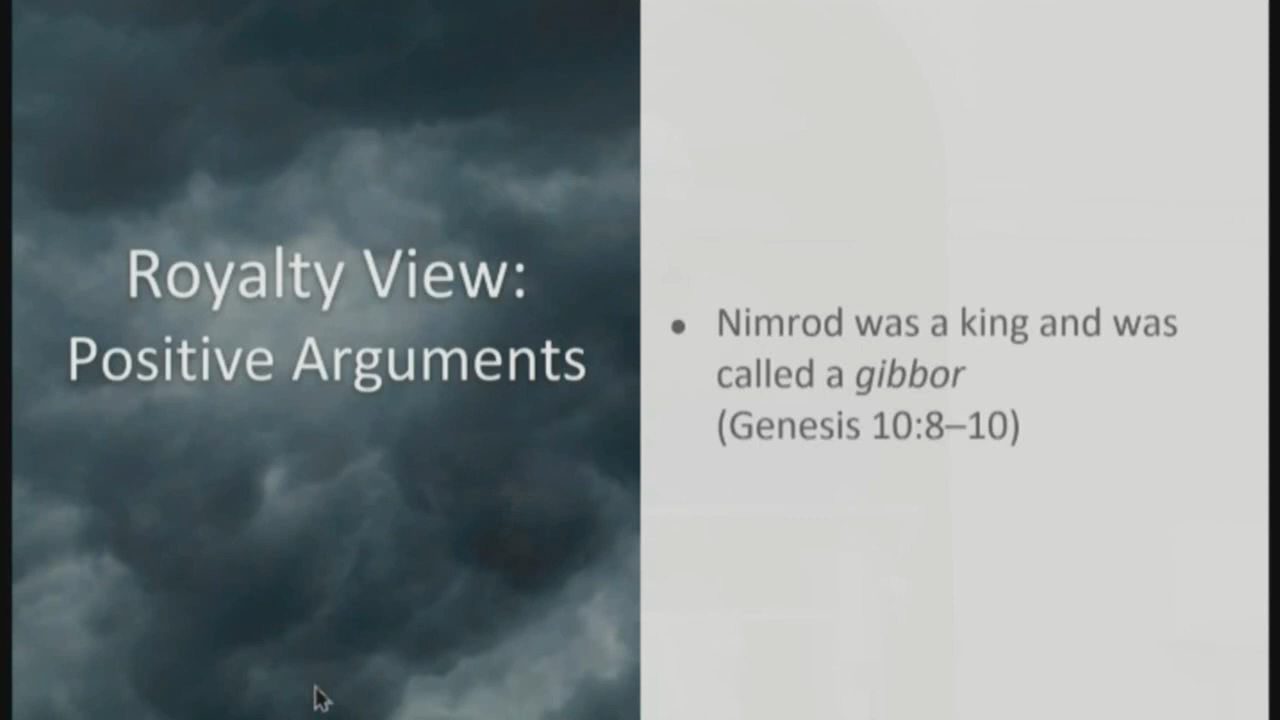 Royalty View:
Positive Arguments
• Nimrod was a king and was
called a gibbor
(Genesis 10:8–10)